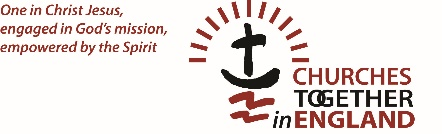 One in Christ Jesus,
engaged in God's mission,
empowered by the Spirit
CHURCHES
TOGETHER
in ENGLAND